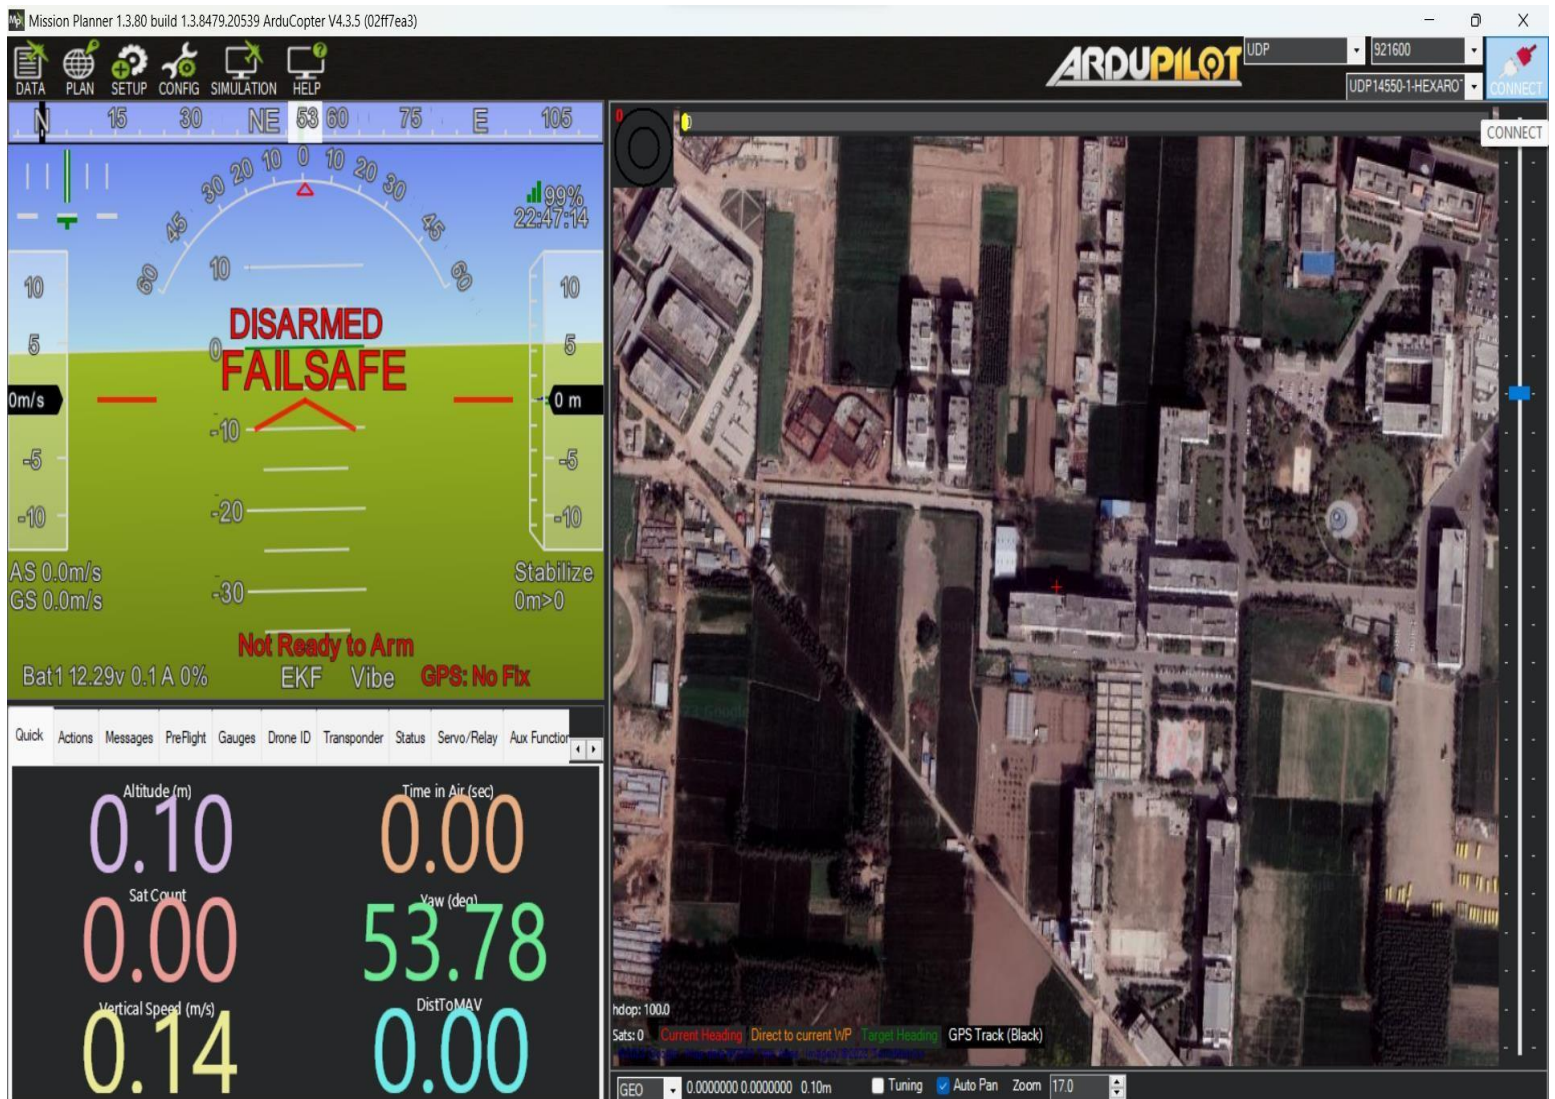 Mission Planner 1.3.80 build 1.3.8479.20539 ArduCopter V4.3.5 (02ff7ea3)
DATA PLAN SETUP CONFIG SIMULATION HELP
ARDUPILOT
UDP 921600
UDP14550-1-HEXARO
CONNECT
CONNECT
N 15 30 NE 53 60 75 E 105
60 45 30 20 10 0 10 20 30 45 60
99%
22:47:14
10 10 10
DISARMED
5 0 5
FAILSAFE
0m/s 0 m
-10
-5 -5
-10 -20 -10
AS 0.0m/s Stabilize
GS 0.0m/s -30 0m>0
Not Ready to Arm
Bat1 12.29v 0.1 A 0% EKF Vibe GPS: No Fix
Quick Actions Messages PreFlight Gauges Drone ID Transponder Status Servo/Relay Aux Function
Altitude (m) Time in Air (sec)
0.10 0.00
Sat Count Yaw (deg)
0.00 53.78
Vertical Speed (m/s) DistToMAV
0.14 0.00
0
hdop: 100.0
Sats: 0 Current Heading Direct to current WP Target Heading GPS Track (Black)
GEO 0.0000000 0.0000000 0.10m Tuning Auto Pan Zoom 17.0